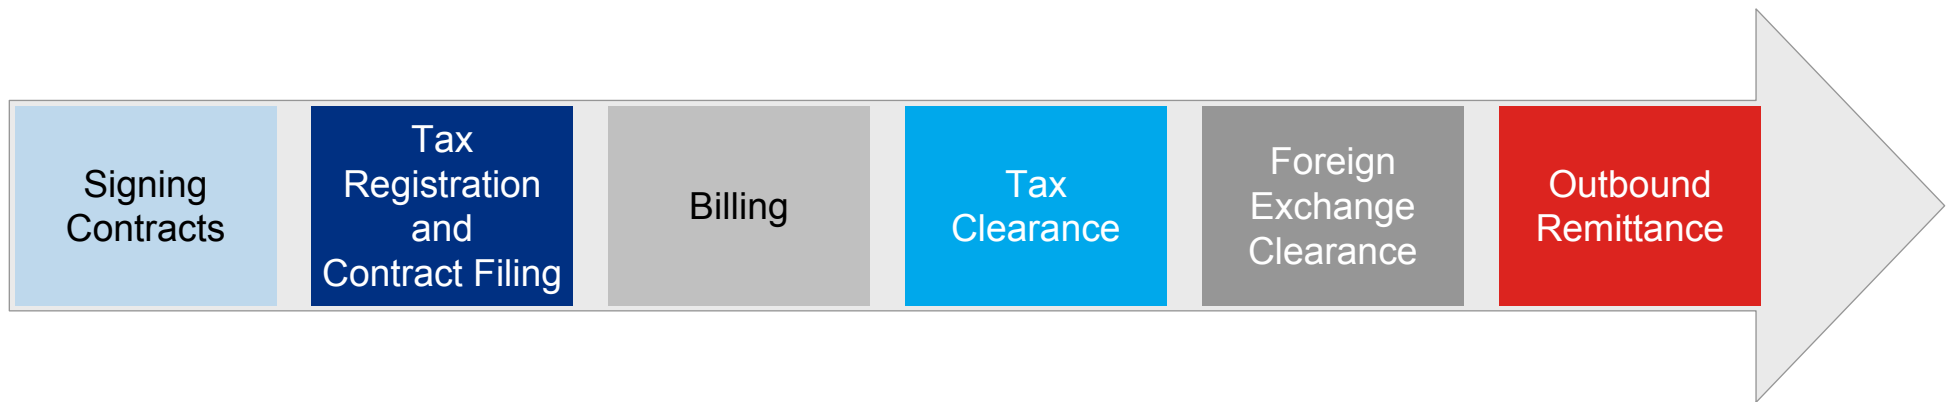 Signing
Contracts
Tax
Registration
and
Contract Filing
Billing
Tax
Clearance
Foreign
Exchange
Clearance
Outbound
Remittance